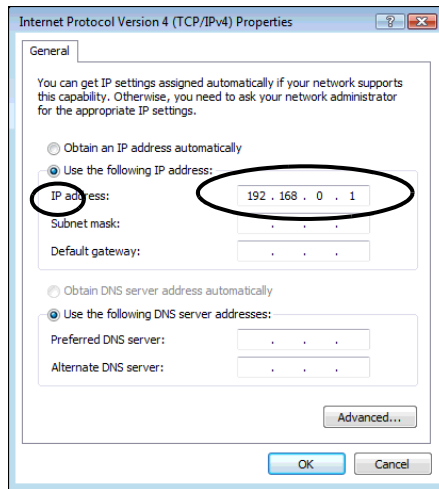 Internet Protocol Version 4 (TCP/IPv4) Properties
General
You can get IP settings assigned automatically if your network supports
this capability. Otherwise, you need to ask your network administrator
for the appropriate IP settings.
Obtain an IP address automatically
Use the following IP address:
IP address: 192 . 168 . 0 . 1
Subnet mask: . . .
Default gateway: . . .
Obtain DNS server address automatically
Use the following DNS server addresses:
Preferred DNS server: . . .
Alternate DNS server: . . .
Advanced...
OK Cancel